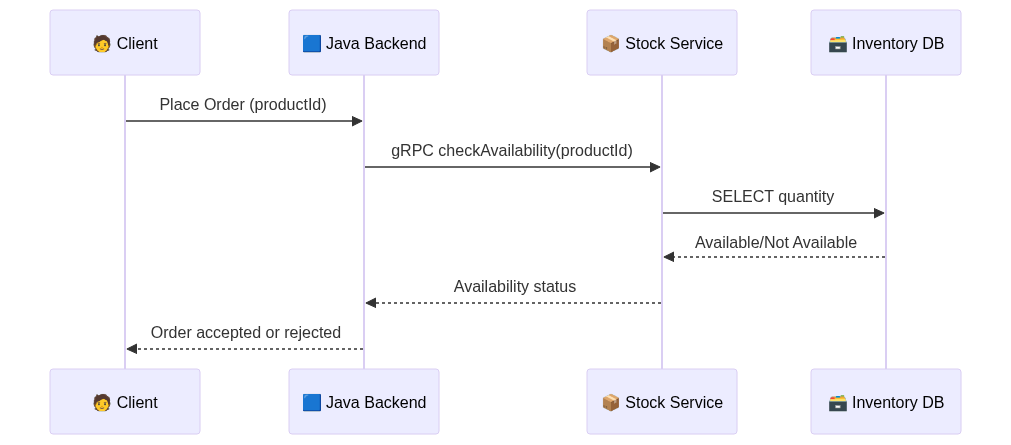 🧑 Client
🟦 Java Backend
📦 Stock Service
🗃️ Inventory DB
Place Order (productId)
gRPC checkAvailability(productId)
SELECT quantity
Available/Not Available
Availability status
Order accepted or rejected
🧑 Client
🟦 Java Backend
📦 Stock Service
🗃️ Inventory DB